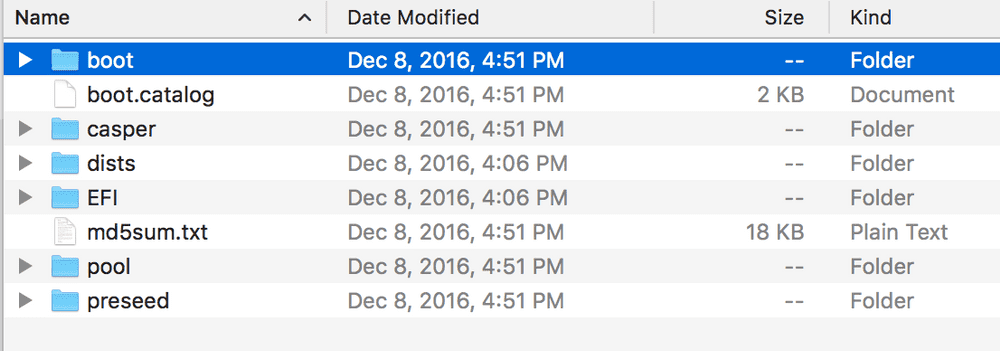 Name Date Modified Size Kind
boot Dec 8, 2016, 4:51 PM -- Folder
boot.catalog Dec 8, 2016, 4:51 PM 2 KB Document
casper Dec 8, 2016, 4:51 PM -- Folder
dists Dec 8, 2016, 4:06 PM -- Folder
EFI Dec 8, 2016, 4:06 PM -- Folder
md5sum.txt Dec 8, 2016, 4:51 PM 18 KB Plain Text
pool Dec 8, 2016, 4:51 PM -- Folder
preseed Dec 8, 2016, 4:51 PM -- Folder